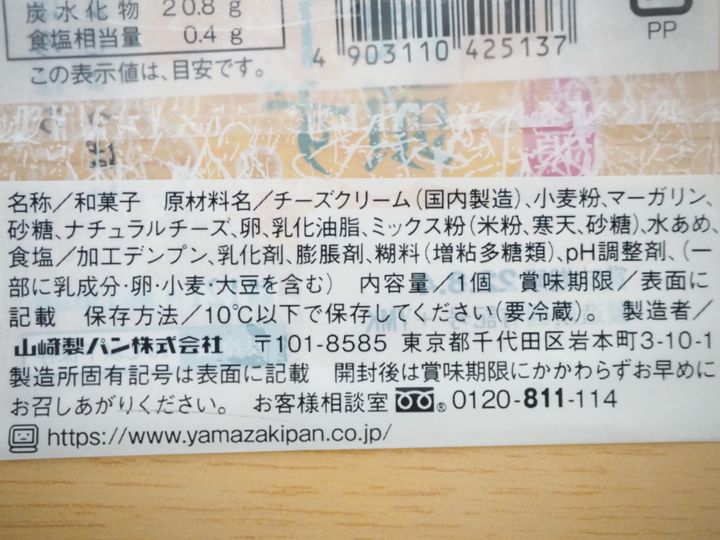 炭水化物 20.8g
食塩相当量 0.4g
この表示値は、目安です。
4 903110 425137
PP
名称/和菓子 原材料名/チーズクリーム(国内製造)、小麦粉、マーガリン、
砂糖、ナチュラルチーズ、卵、乳化油脂、ミックス粉(米粉、寒天、砂糖)、水あめ、
食塩/加工デンプン、乳化剤、膨脹剤、糊料(増粘多糖類)、pH調整剤、(一
部に乳成分・卵・小麦・大豆を含む) 内容量/1個 賞味期限/表面に
記載 保存方法/10℃以下で保存してください(要冷蔵)。 製造者/
山崎製パン株式会社 〒101-8585 東京都千代田区岩本町3-10-1
製造所固有記号は表面に記載 開封後は賞味期限にかかわらずお早めに
お召しあがりください。 お客様相談室 ® 0120-811-114
https://www.yamazakipan.co.jp/